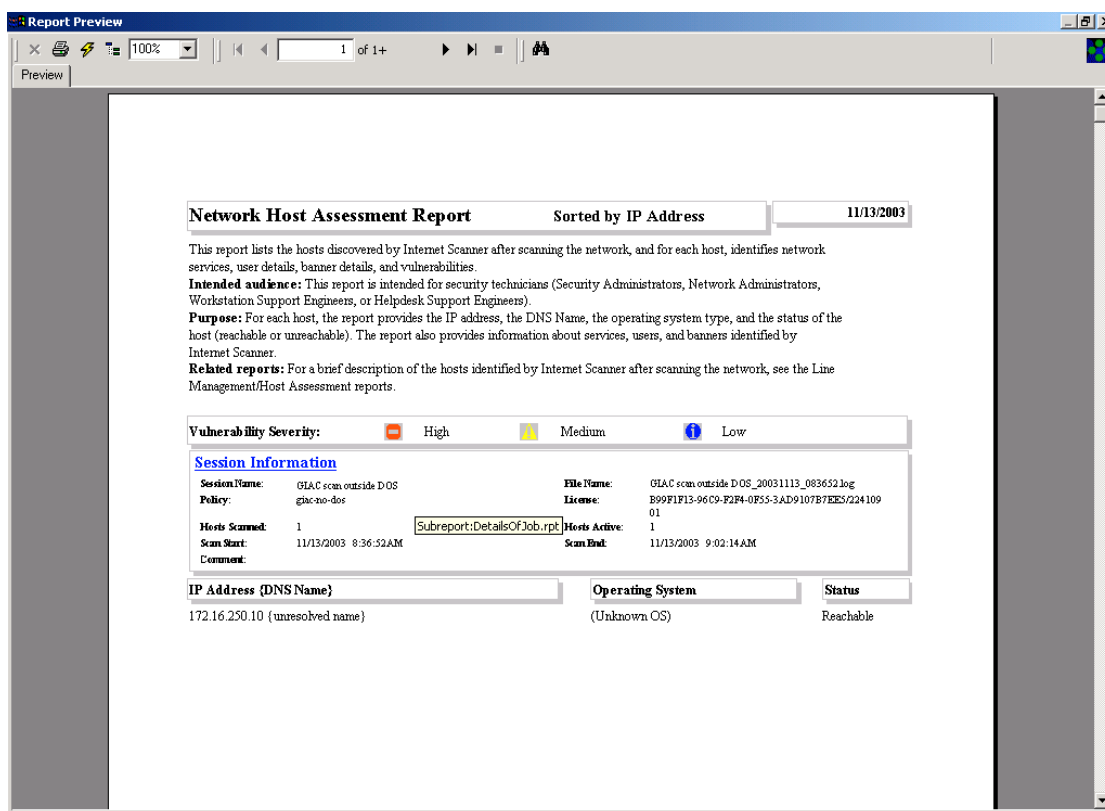 Report Preview
100%
1 of 1+
Preview
Network Host Assessment Report Sorted by IP Address 11/13/2003
This report lists the hosts discovered by Internet Scanner after scanning the network, and for each host, identifies network
services, user details, banner details, and vulnerabilities.
Intended audience: This report is intended for security technicians (Security Administrators, Network Administrators,
Workstation Support Engineers, or Helpdesk Support Engineers).
Purpose: For each host, the report provides the IP address, the DNS Name, the operating system type, and the status of the
host (reachable or unreachable). The report also provides information about services, users, and banners identified by
Internet Scanner.
Related reports: For a brief description of the hosts identified by Internet Scanner after scanning the network, see the Line
Management/Host Assessment reports.
Vulnerability Severity: High Medium Low
Session Information
Session Name: GIAC scan outside DOS File Name: GIAC scan outside DOS_20031113_083652.log
Policy: giac-no-dos License: B99F1F13-96C9-F2F4-0F55-3AD9107B7EE5/224109
01
Hosts Scanned: 1 Subreport:DetailsOfJob.rpt Hosts Active: 1
Scan Start: 11/13/2003 8:36:52AM Scan End: 11/13/2003 9:02:14AM
Comment:
IP Address {DNS Name} Operating System Status
172.16.250.10 {unresolved name} (Unknown OS) Reachable